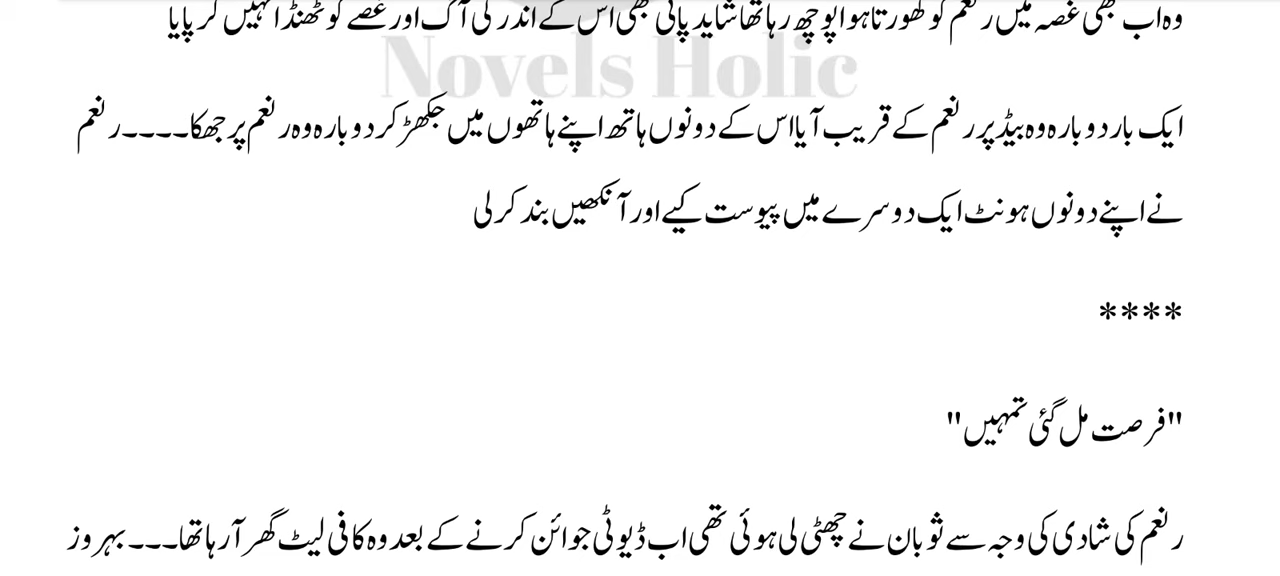 وہ اب بھی غصہ میں رنعم کو گھورتا ہوا پوچھ رہا تھا شاید پانی بھی اس کے اندر کی آگ اور غصے کو ٹھنڈا نہیں کر پایا
Novels Holic
ایک بار دوبارہ وہ بیڈ پر رنعم کے قریب آیا اس کے دونوں ہاتھ اپنے ہاتھوں میں جکھڑ کر دوبارہ وہ رنعم پر جھکا۔۔۔۔ رنعم
نے اپنے دونوں ہونٹ ایک دوسرے میں پیوست کیے اور آنکھیں بند کر لی
****
"فرصت مل گئی تمہیں"
رنعم کی شادی کی وجہ سے ثوبان نے چھٹی لی ہوئی تھی اب ڈیوٹی جوائن کرنے کے بعد وہ کافی لیٹ گھر آ رہا تھا۔۔۔ بہروز